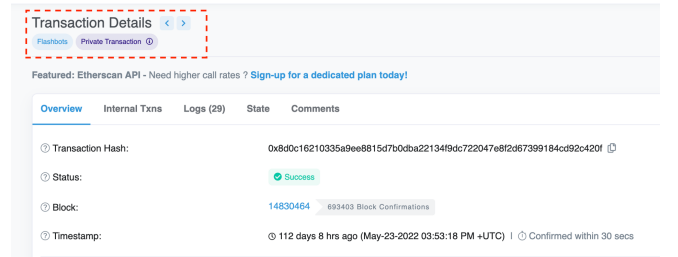 Transaction Details < >
Flashbots Private Transaction
Featured: Etherscan API - Need higher call rates ? Sign-up for a dedicated plan today!
Overview Internal Txns Logs (29) State Comments
Transaction Hash: 0x8d0c16210335a9ee8815d7b0dba22134f9dc722047e8f2d67399184cd92c420f
Status: Success
Block: 14830464 693403 Block Confirmations
Timestamp: 112 days 8 hrs ago (May-23-2022 03:53:18 PM +UTC) | Confirmed within 30 secs